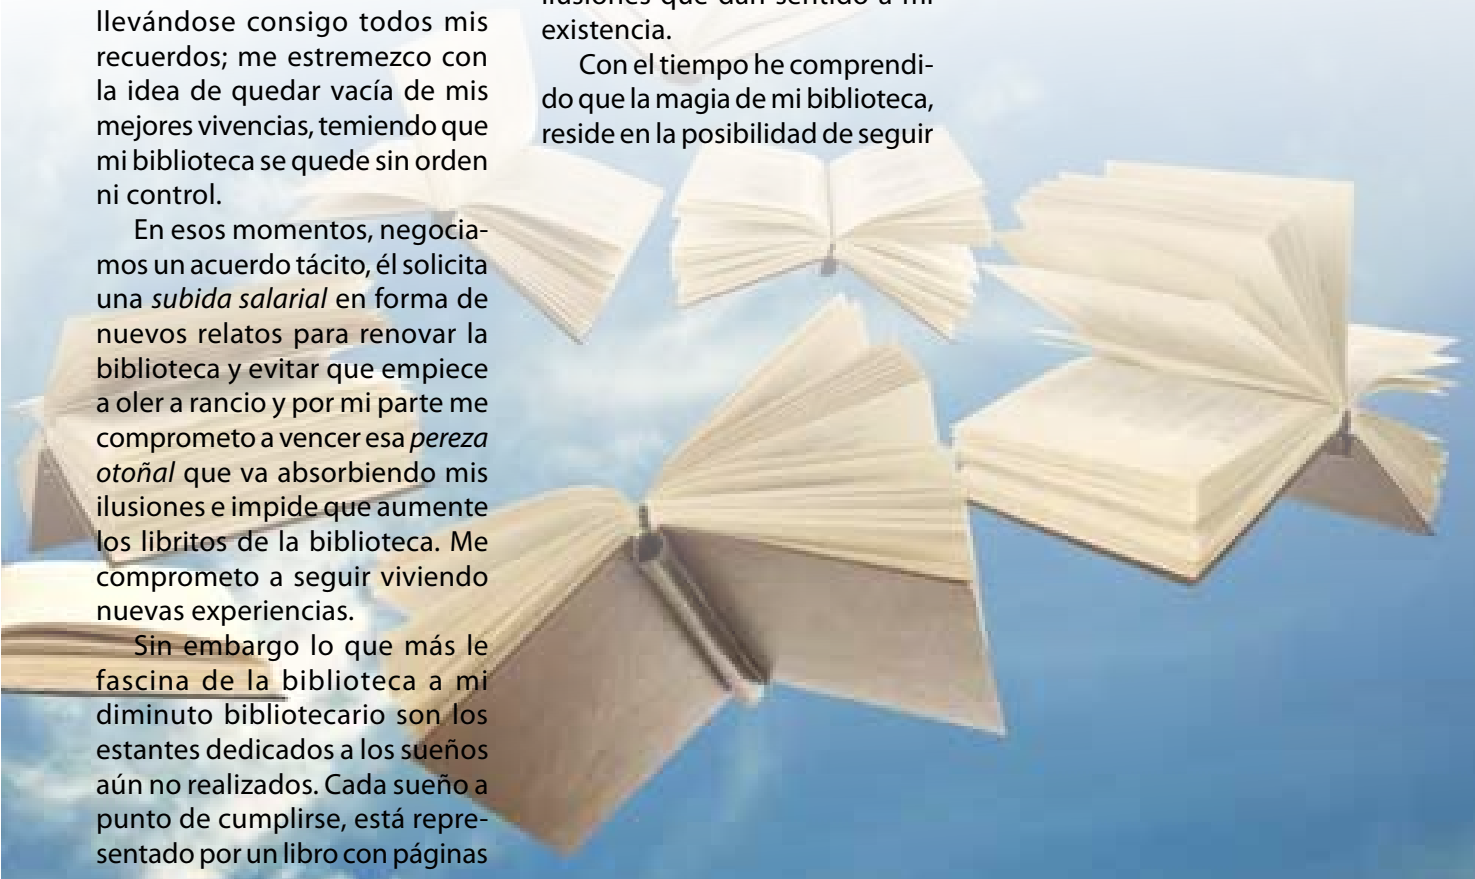 llevándose consigo todos mis
recuerdos; me estremezco con
la idea de quedar vacía de mis
mejores vivencias, temiendo que
mi biblioteca se quede sin orden
ni control.
En esos momentos, negocia-
mos un acuerdo tácito, él solicita
una subida salarial en forma de
nuevos relatos para renovar la
biblioteca y evitar que empiece
a oler a rancio y por mi parte me
comprometo a vencer esa pereza
otoñal que va absorbiendo mis
ilusiones e impide que aumente
los libritos de la biblioteca. Me
comprometo a seguir viviendo
nuevas experiencias.
Sin embargo lo que más le
fascina de la biblioteca a mi
diminuto bibliotecario son los
estantes dedicados a los sueños
aún no realizados. Cada sueño a
punto de cumplirse, está repre-
sentado por un libro con páginas
ilusiones que dan sentido a mi
existencia.
Con el tiempo he comprendi-
do que la magia de mi biblioteca,
reside en la posibilidad de seguir